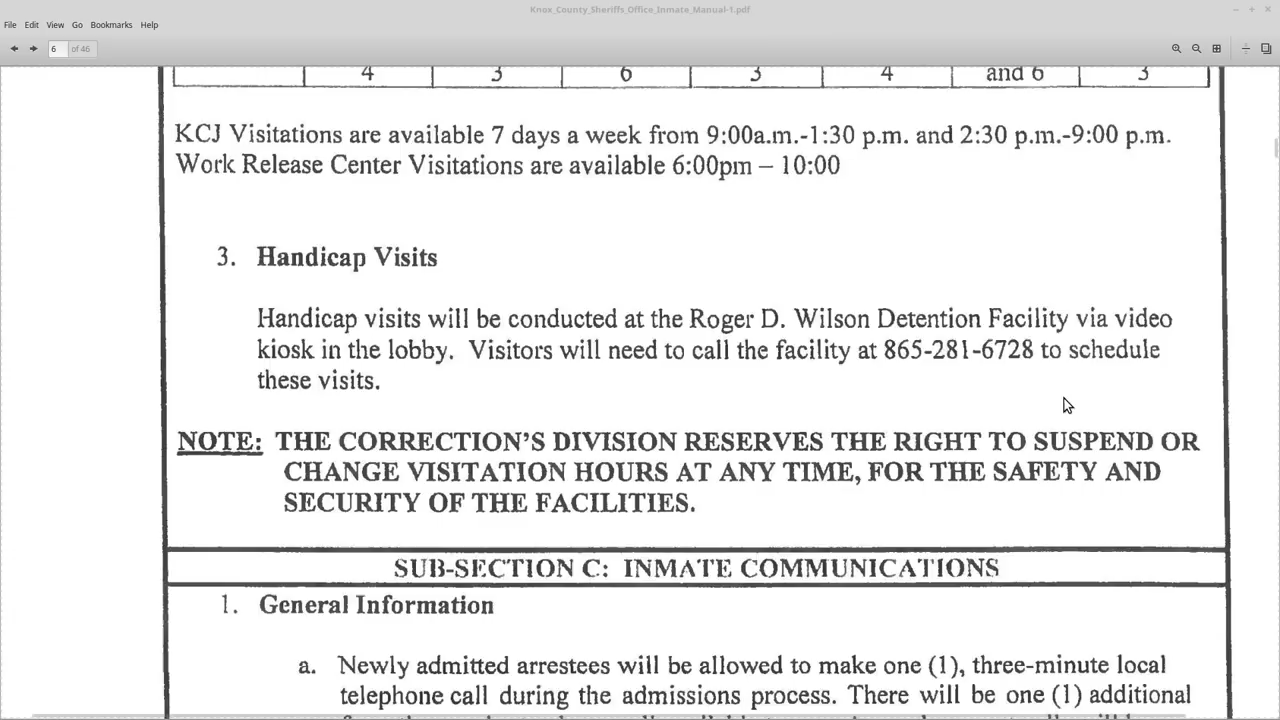 Knox_County_Sheriffs_Office_Inmate_Manual-1.pdf
File Edit View Go Bookmarks Help
6 of 46
4 3 6 3 4 and 6 3
KCJ Visitations are available 7 days a week from 9:00a.m.-1:30 p.m. and 2:30 p.m.-9:00 p.m.
Work Release Center Visitations are available 6:00pm – 10:00
3. Handicap Visits
Handicap visits will be conducted at the Roger D. Wilson Detention Facility via video
kiosk in the lobby. Visitors will need to call the facility at 865-281-6728 to schedule
these visits.
NOTE: THE CORRECTION'S DIVISION RESERVES THE RIGHT TO SUSPEND OR
CHANGE VISITATION HOURS AT ANY TIME, FOR THE SAFETY AND
SECURITY OF THE FACILITIES.
SUB-SECTION C: INMATE COMMUNICATIONS
1. General Information
a. Newly admitted arrestees will be allowed to make one (1), three-minute local
telephone call during the admissions process. There will be one (1) additional